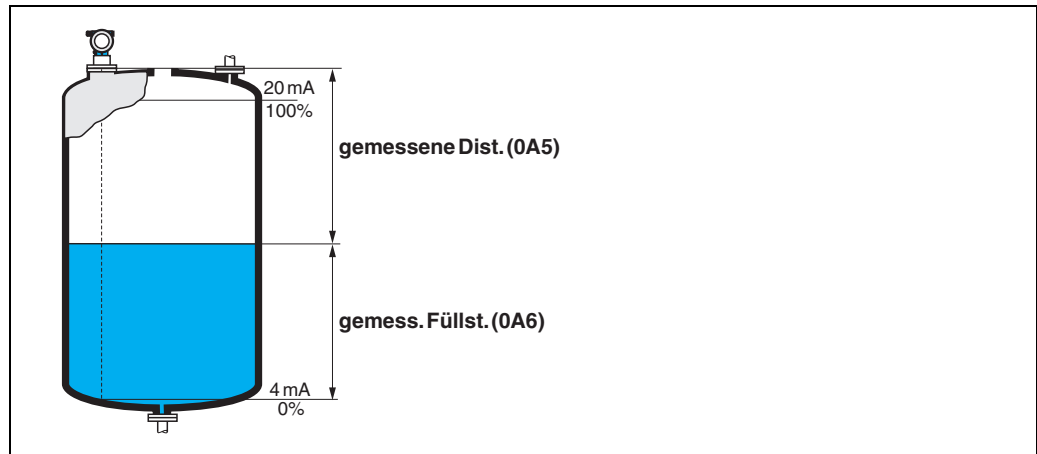 20 mA
100%
gemessene Dist. (0A5)
gemess. Füllst. (0A6)
4 mA
0%